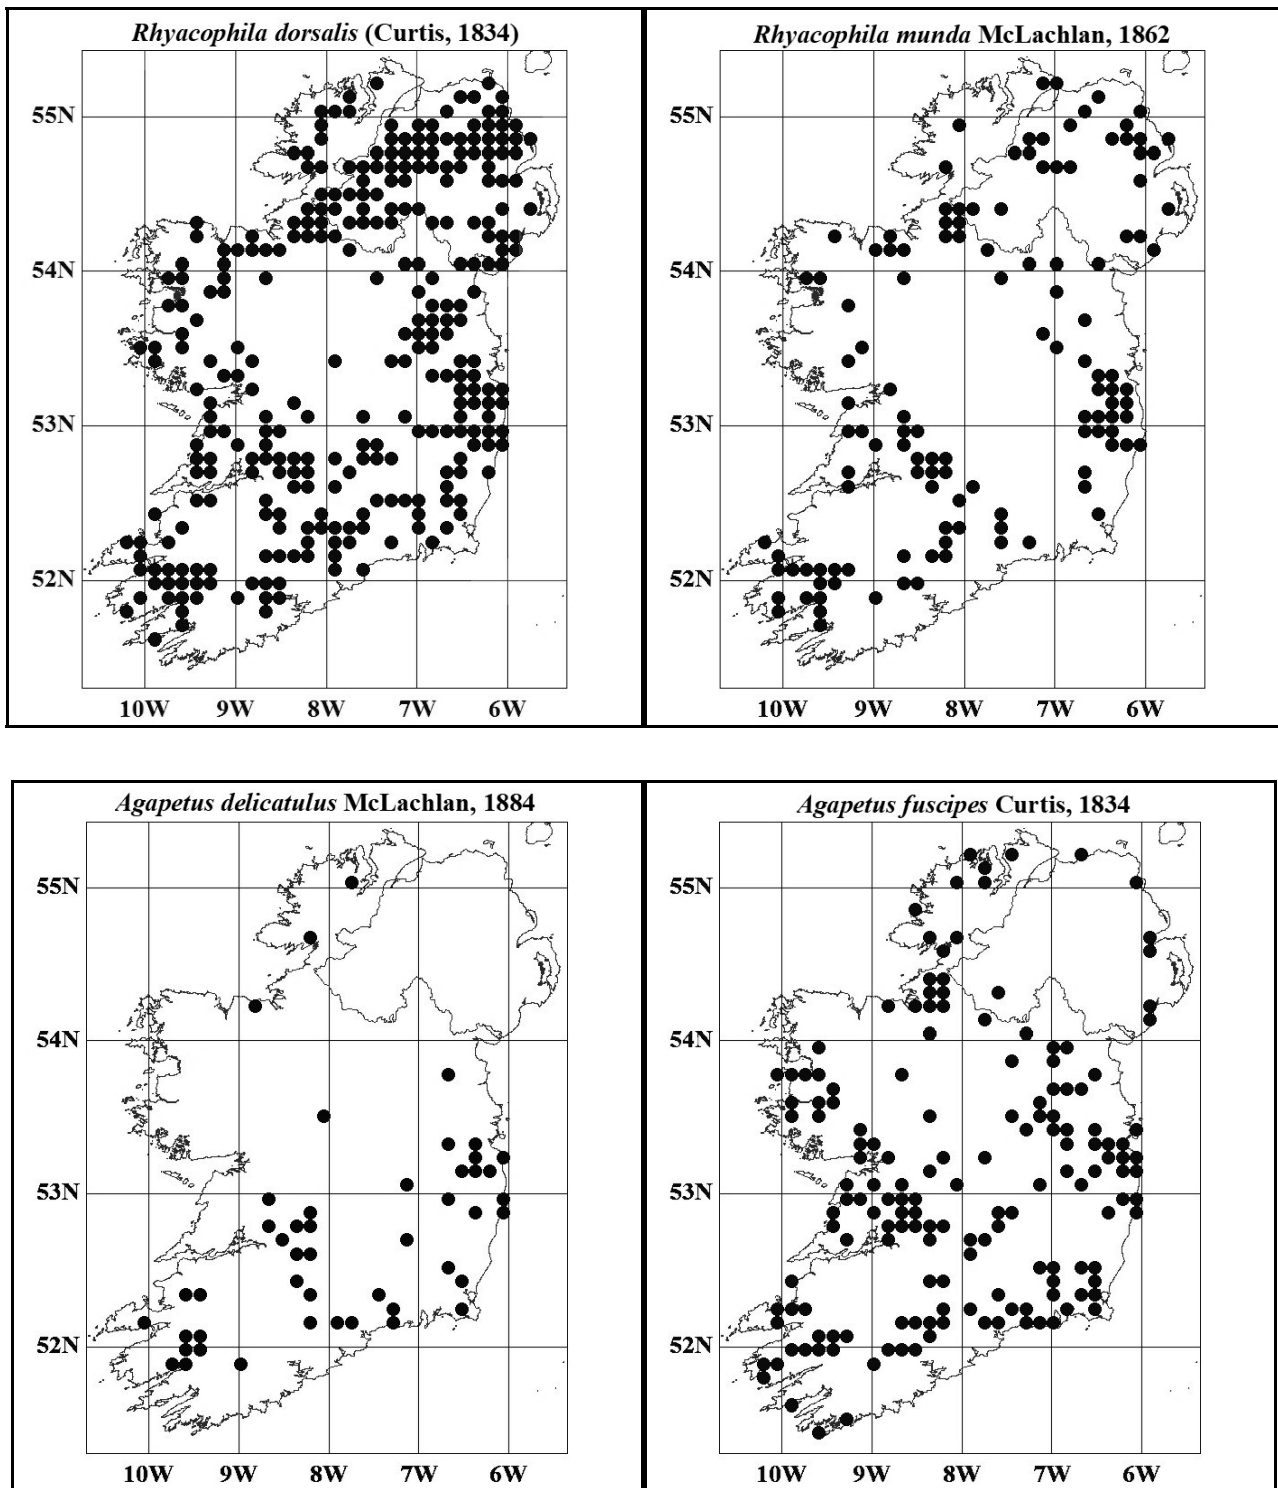 Rhyacophila dorsalis (Curtis, 1834)
55N
54N
53N
52N
10W 9W 8W 7W 6W
Rhyacophila munda McLachlan, 1862
55N
54N
53N
52N
10W 9W 8W 7W 6W
Agapetus delicatulus McLachlan, 1884
55N
54N
53N
52N
10W 9W 8W 7W 6W
Agapetus fuscipes Curtis, 1834
55N
54N
53N
52N
10W 9W 8W 7W 6W